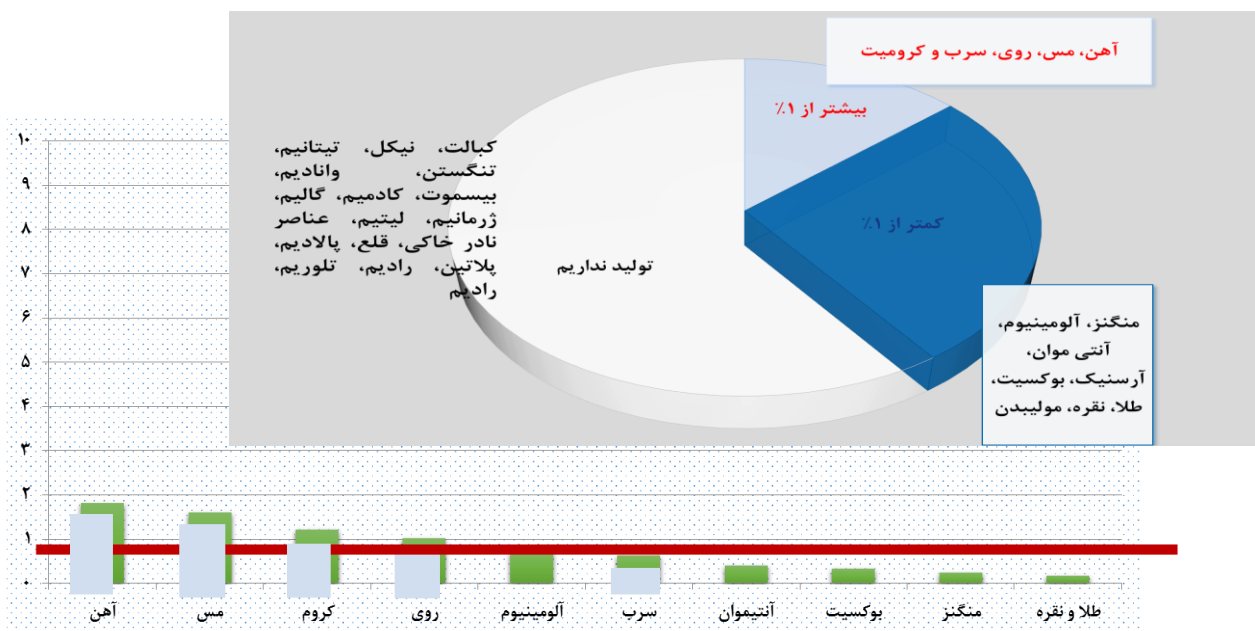 آهن، مس، روی، سرب و کرومیت
بیشتر از ۱٪
کبالت، نیکل، تیتانیم،
تنگستن، وانادیم،
بیسموت، کادمیم، گالیم،
ژرمانیم، لیتیم، عناصر
نادر خاکی، قلع، پالادیم،
پلاتین، رادیم، تلوریم،
رادیم
تولید نداریم
کمتر از ۱٪
منگنز، آلومینیوم،
آنتی موان،
آرسنیک، بوکسیت،
طلا، نقره، مولیبدن
۱۰
۹
۸
۷
۶
۵
۴
۳
۲
۱
۰
آهن
مس
کروم
روی
آلومینیوم
سرب
آنتیموان
بوکسیت
منگنز
طلا و نقره